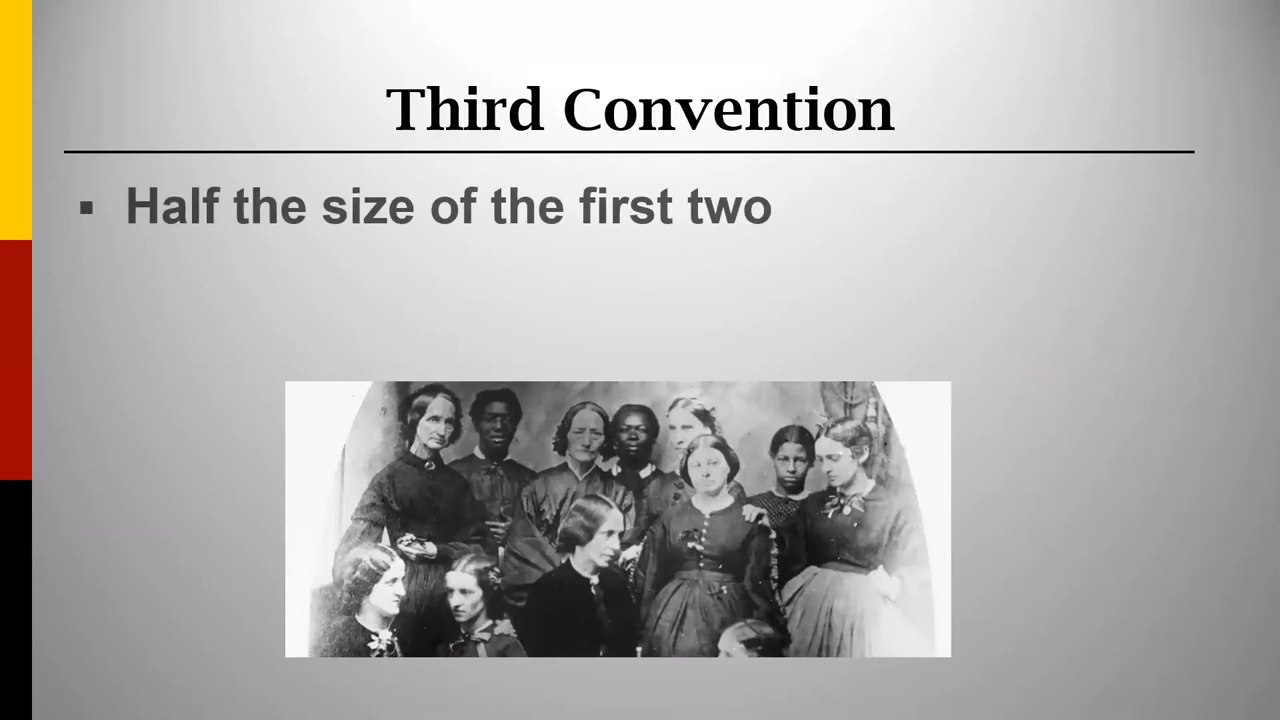 Third Convention
▪ Half the size of the first two